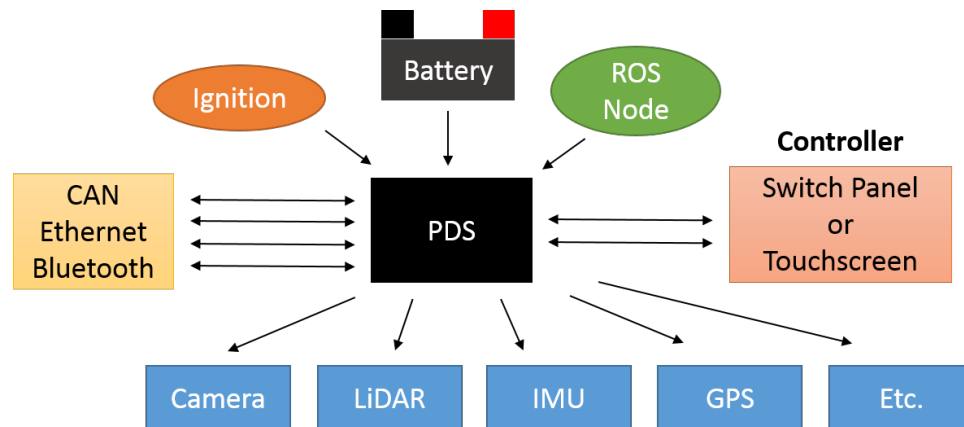 Battery
Ignition
ROS
Node
Controller
CAN
Ethernet
Bluetooth
PDS
Switch Panel
or
Touchscreen
Camera
LiDAR
IMU
GPS
Etc.